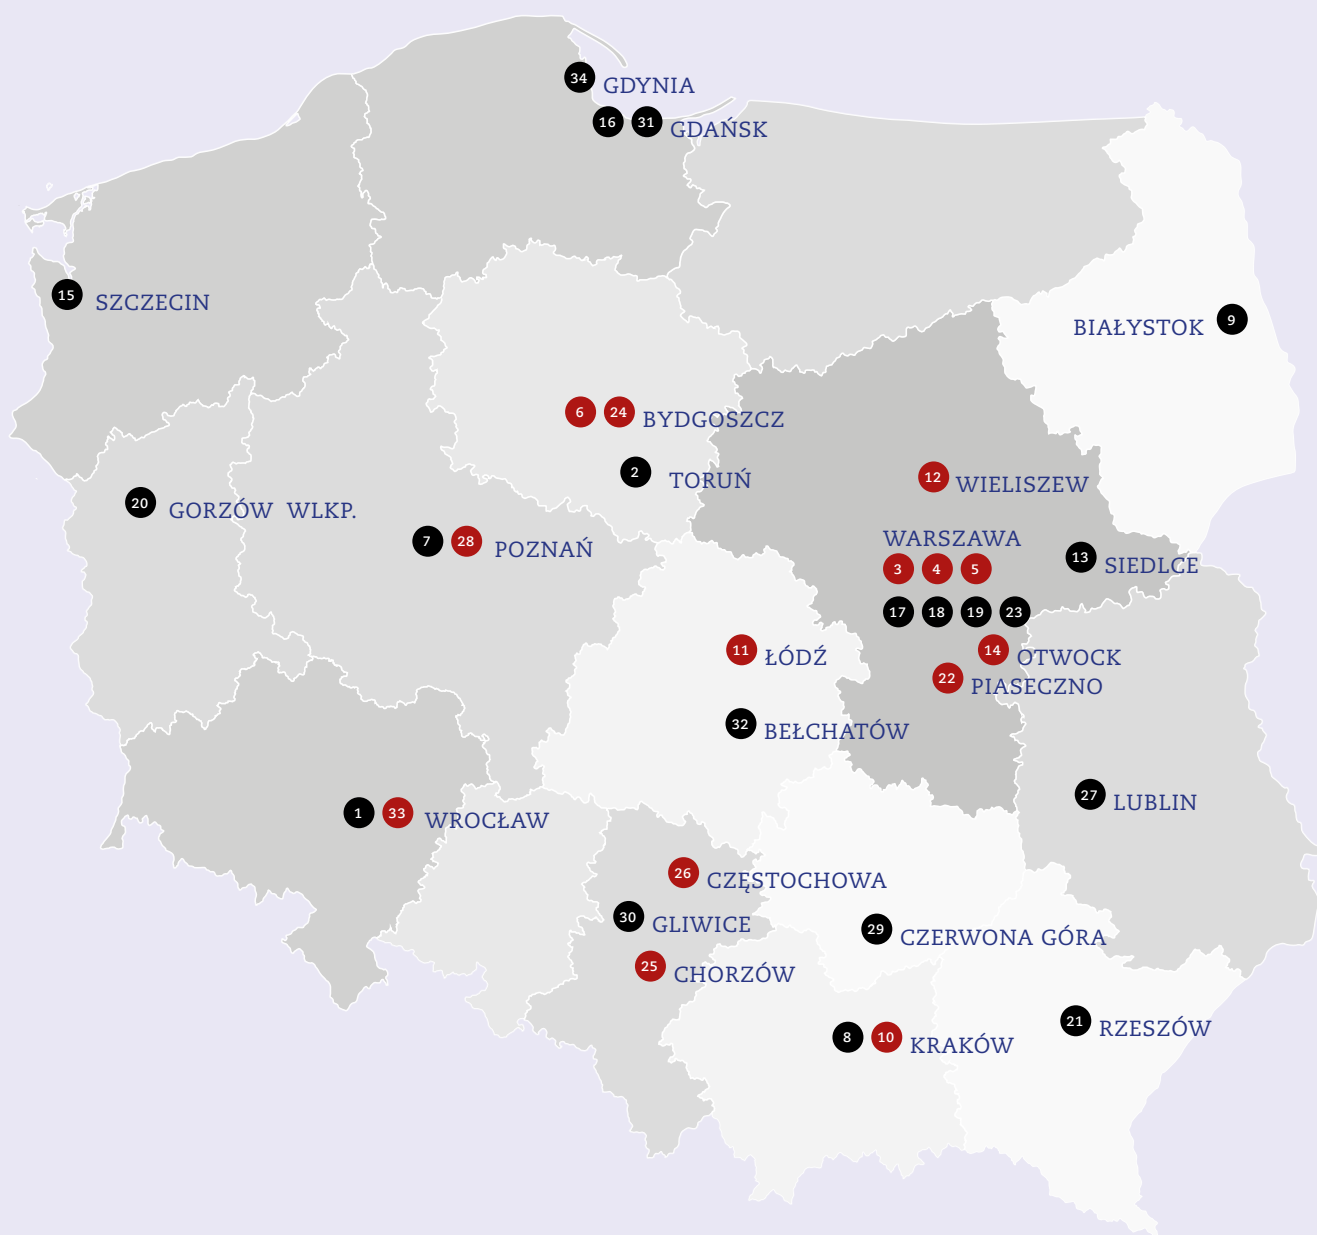 34 GDYNIA
16 31 GDAŃSK
15 SZCZECIN
BIAŁYSTOK 9
6 24 BYDGOSZCZ
2 TORUŃ
12 WIELISZEW
20 GORZÓW WLKP.
7 28 POZNAŃ
WARSZAWA
3 4 5
17 18 19 23
13 SIEDLCE
11 ŁÓDŹ
14 OTWOCK
22 PIASECZNO
32 BEŁCHATÓW
27 LUBLIN
1 33 WROCŁAW
26 CZĘSTOCHOWA
30 GLIWICE
29 CZERWONA GÓRA
25 CHORZÓW
21 RZESZÓW
8 10 KRAKÓW